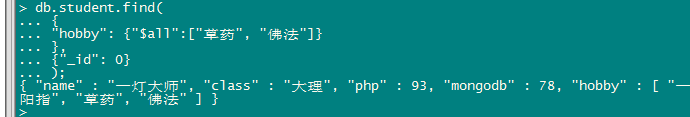 > db.student.find(
... {
... "hobby": {"$all":["草药", "佛法"]}
... },
... {"_id": 0}
... );
{ "name" : "一灯大师", "class" : "大理", "php" : 93, "mongodb" : 78, "hobby" : [ "一
阳指", "草药", "佛法" ] }
>